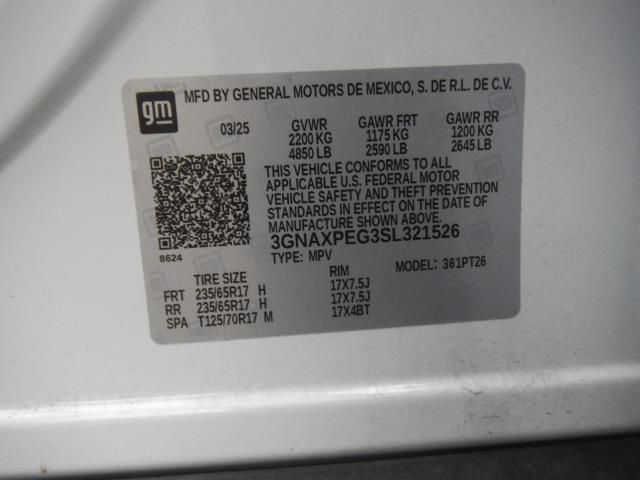 gm
MFD BY GENERAL MOTORS DE MEXICO, S. DE R.L. DE C.V.
03/25 GVWR GAWR FRT GAWR RR
2200 KG 1175 KG 1200 KG
4850 LB 2590 LB 2645 LB
THIS VEHICLE CONFORMS TO ALL
APPLICABLE U.S. FEDERAL MOTOR
VEHICLE SAFETY AND THEFT PREVENTION
STANDARDS IN EFFECT ON THE DATE OF
MANUFACTURE SHOWN ABOVE.
3GNAXPEG3SL321526
8624
TYPE: MPV MODEL: 361PT26
TIRE SIZE RIM
FRT 235/65R17 H 17X7.5J
RR 235/65R17 H 17X7.5J
SPA T125/70R17 M 17X4BT